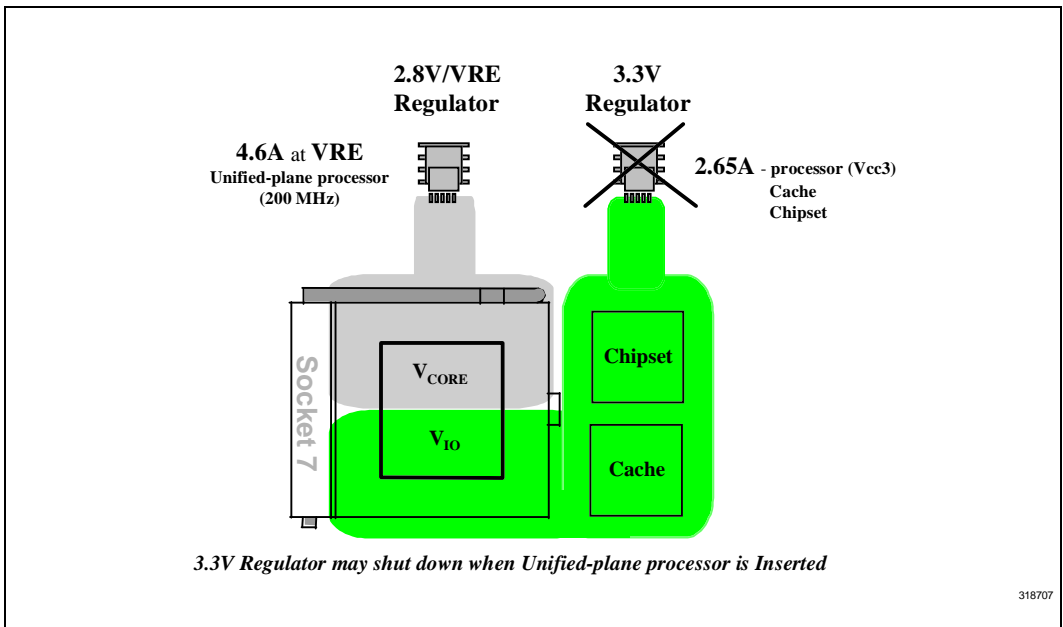 2.8V/VRE
Regulator
3.3V
Regulator
4.6A at VRE
Unified-plane processor
(200 MHz)
2.65A - processor (Vcc3)
Cache
Chipset
Socket 7
VCORE
VIO
Chipset
Cache
3.3V Regulator may shut down when Unified-plane processor is Inserted
318707